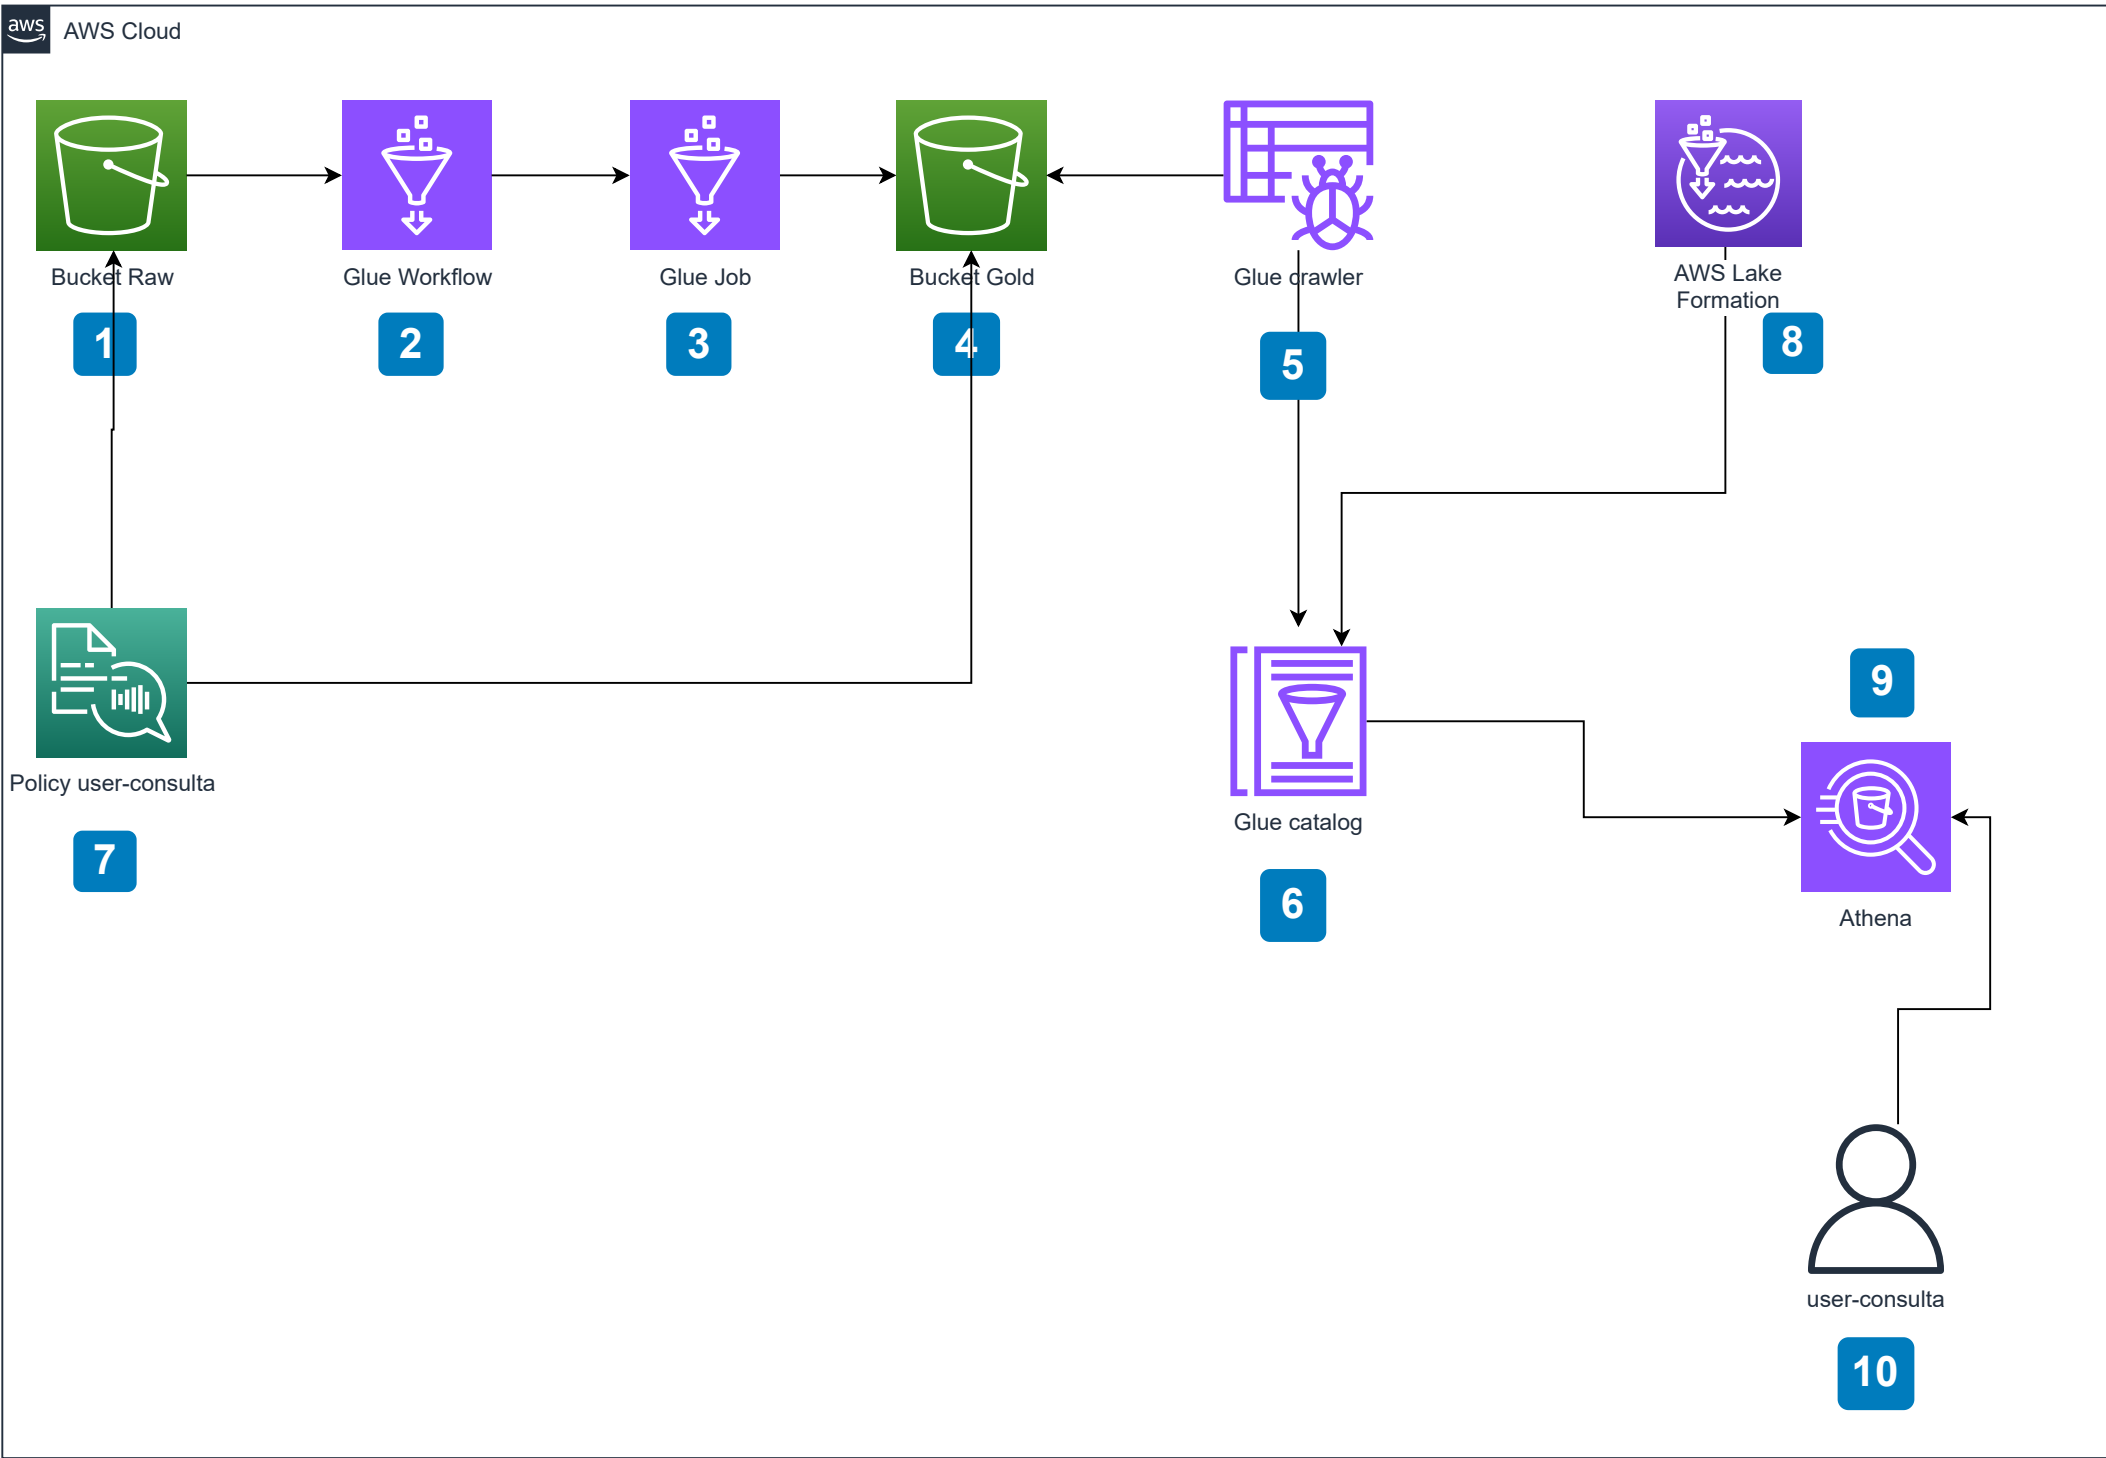 aws
AWS Cloud
Bucket Raw
Glue Workflow
Glue Job
Bucket Gold
Glue crawler
AWS Lake
Formation
1
2
3
4
5
8
Policy user-consulta
7
Glue catalog
6
9
Athena
user-consulta
10